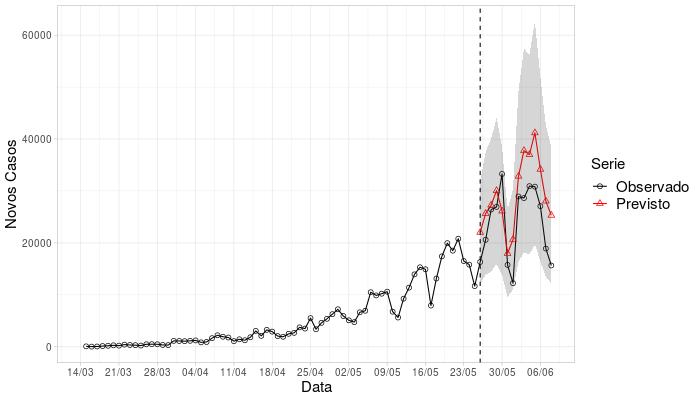 60000
40000
20000
0
Novos Casos
14/03 21/03 28/03 04/04 11/04 18/04 25/04 02/05 09/05 16/05 23/05 30/05 06/06
Data
Serie
Observado
Previsto